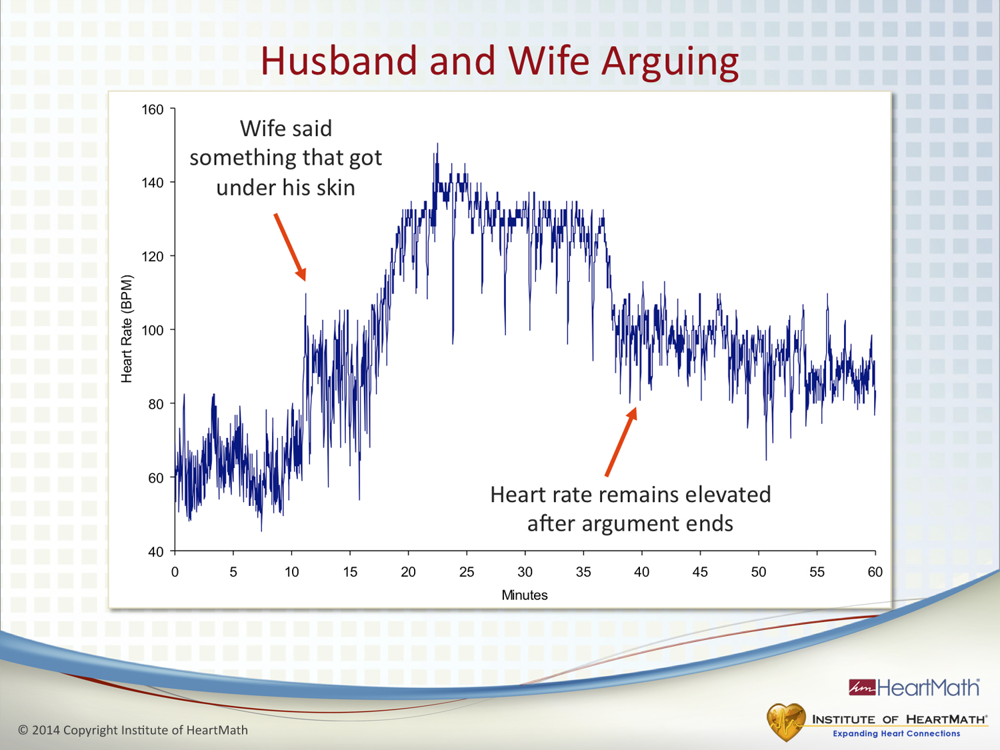 Husband and Wife Arguing
160
140
120
100
80
60
40
Heart Rate (BPM)
Wife said
something that got
under his skin
Heart rate remains elevated
after argument ends
0 5 10 15 20 25 30 35 40 45 50 55 60
Minutes
hm HeartMath®
INSTITUTE OF HEARTMATH®
Expanding Heart Connections
© 2014 Copyright Institute of HeartMath